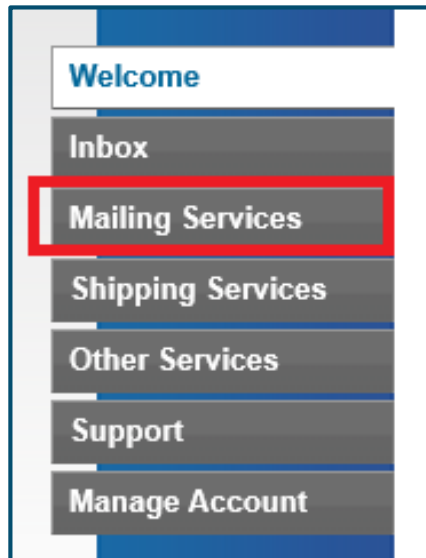 Welcome
Inbox
Mailing Services
Shipping Services
Other Services
Support
Manage Account